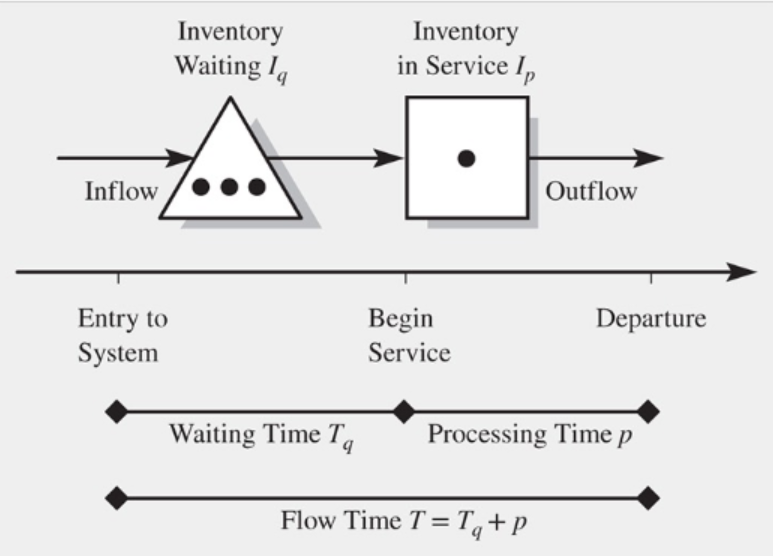 Inventory
Waiting I_q
Inventory
in Service I_p
Inflow
Outflow
Entry to
System
Begin
Service
Departure
Waiting Time T_q
Processing Time p
Flow Time T = T_q + p